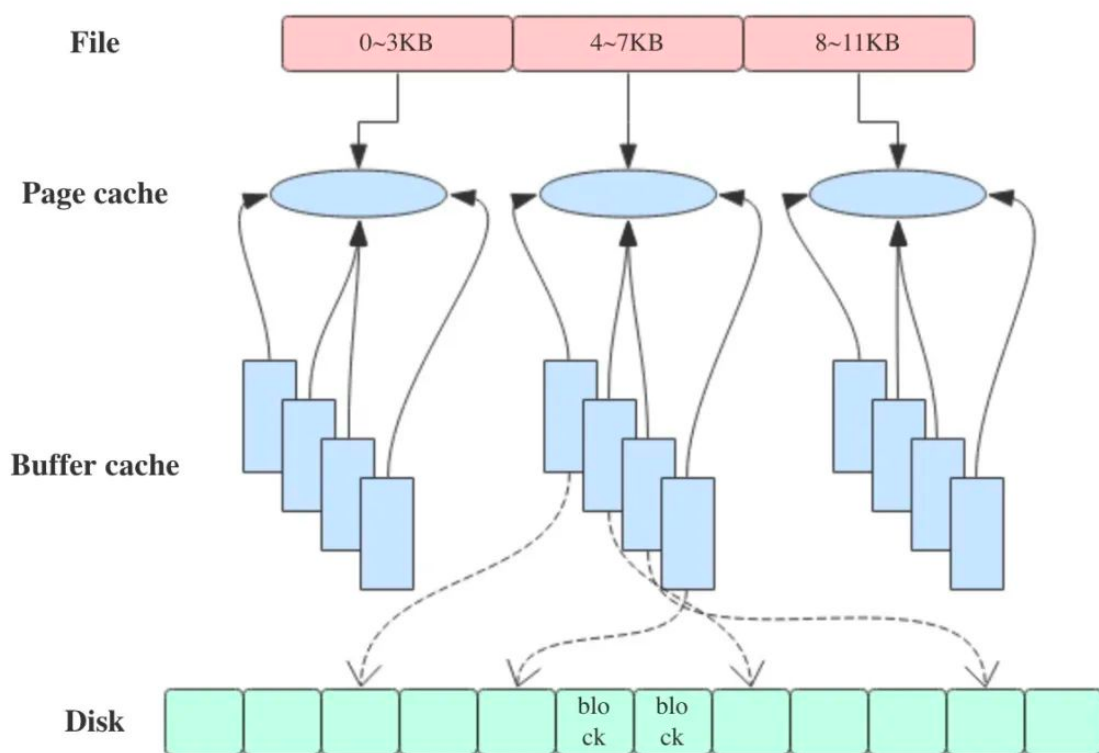 File
0~3KB
4~7KB
8~11KB
Page cache
Buffer cache
Disk
blo
ck
blo
ck